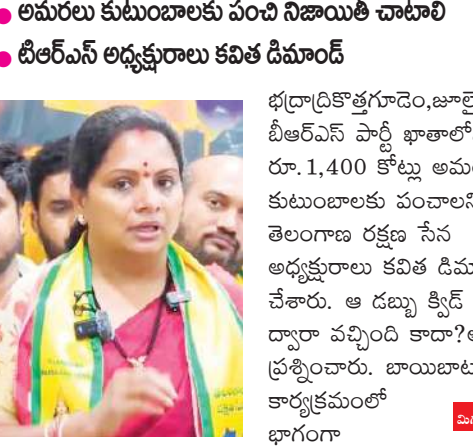 అమరులు కుటుంబాలకు పంచి నిజాయితీ చాటాలి
టిఆర్ఎస్ అధ్యక్షురాలు కవిత డిమాండ్
భద్రాద్రికొత్తగూడెం,జూలై
బీఆర్ఎస్ పార్టీ ఖాతాలో
రూ.1,400 కోట్లు
కుటుంబాలకు పంచాలని
తెలంగాణ రక్షణ సేన
అధ్యక్షురాలు కవిత
చేశారు. ఆ డబ్బు క్విడ్
ద్వారా వచ్చింది కాదా?
ప్రశ్నించారు.
కార్యక్రమంలో
భాగంగా